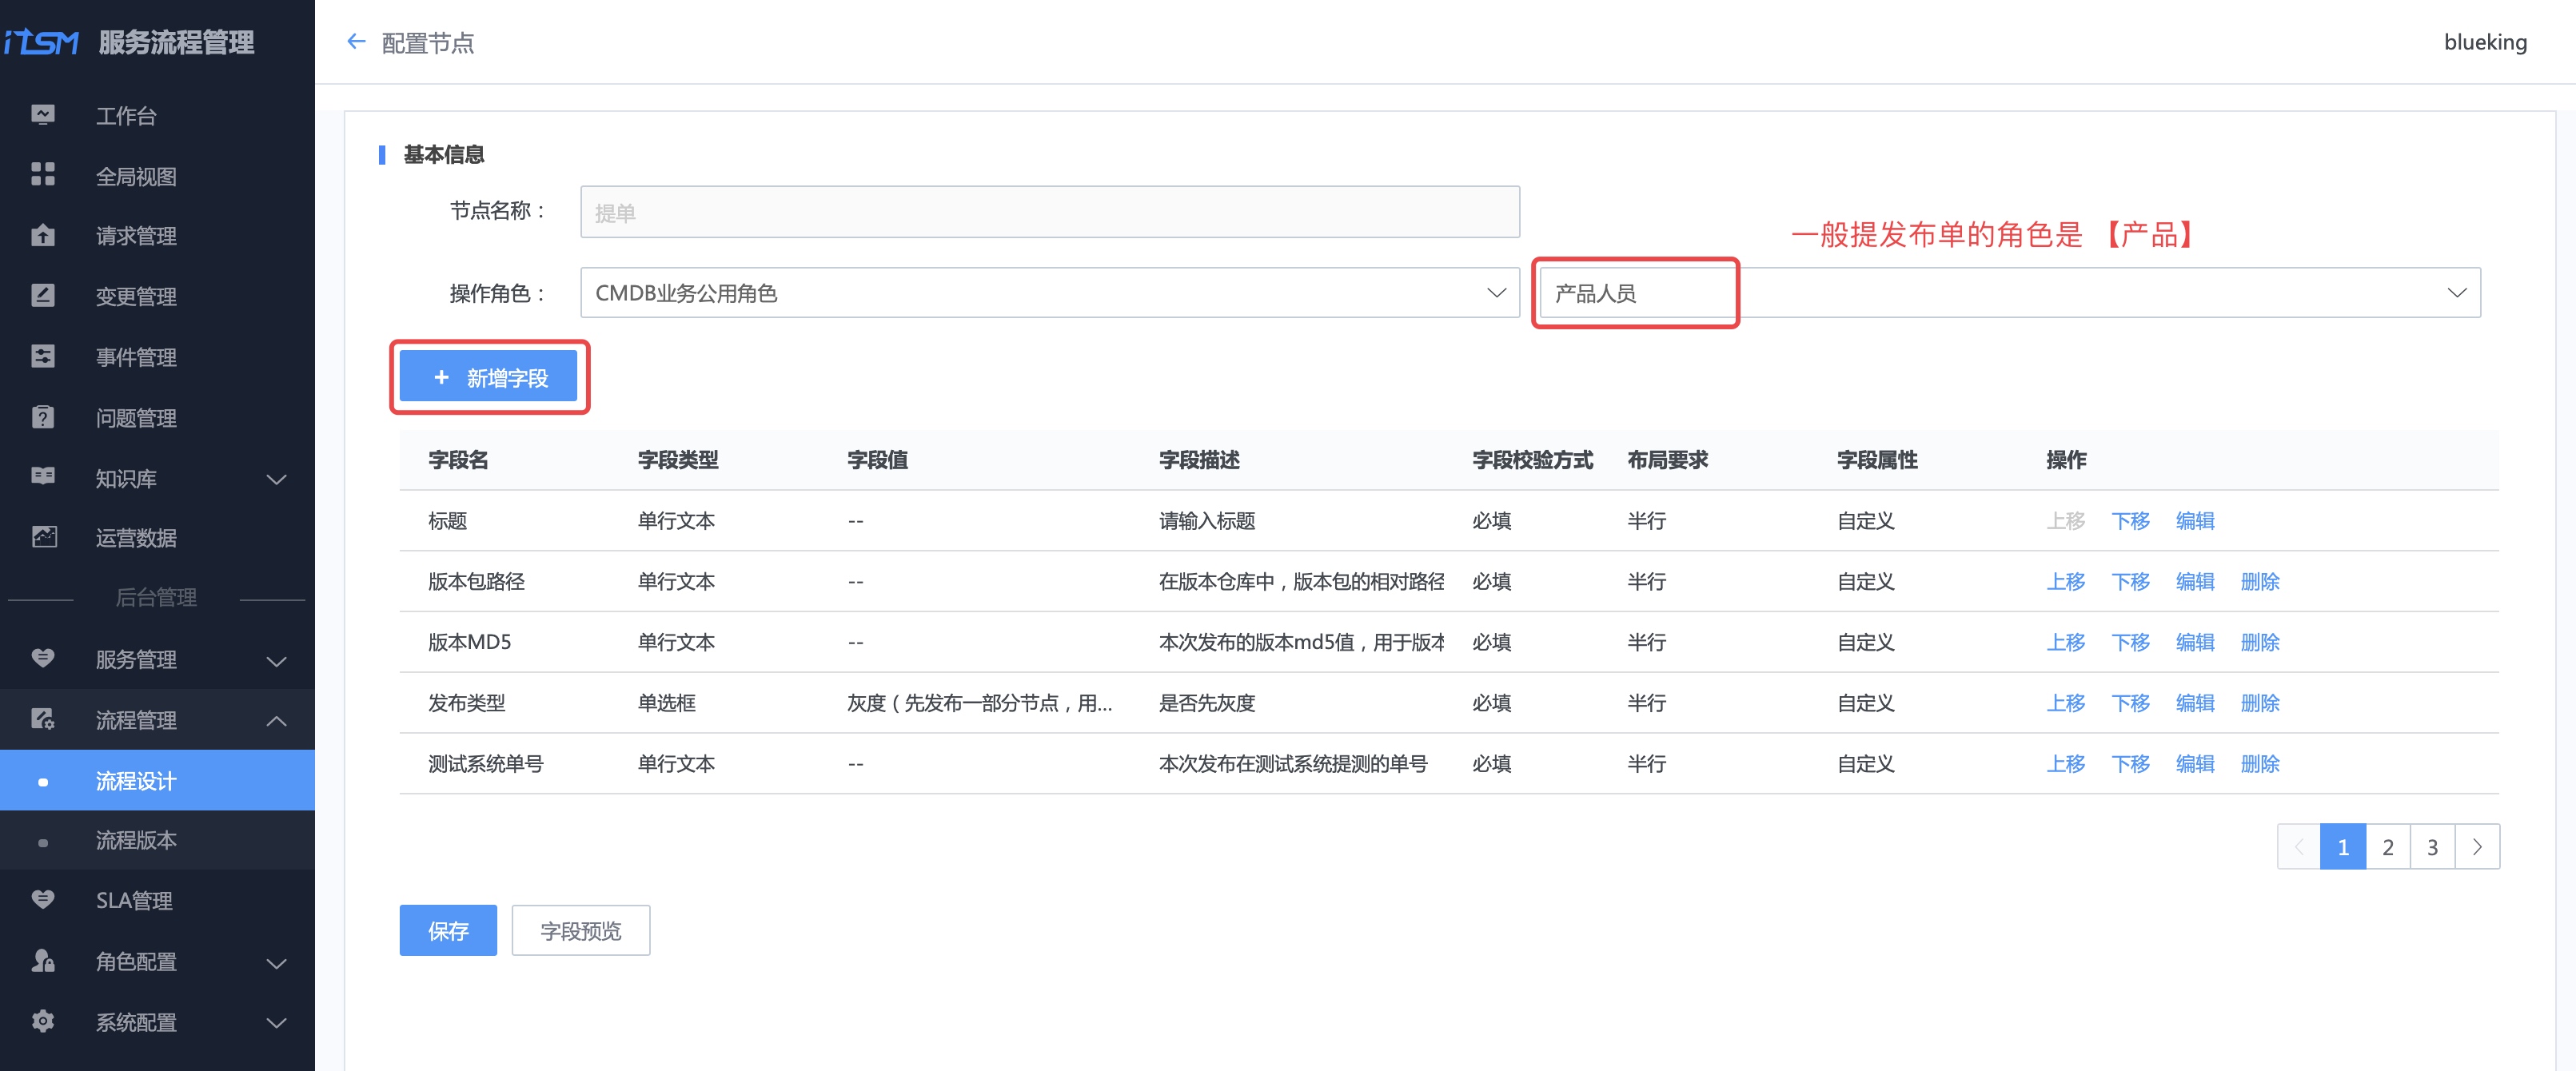 iTSM 服务流程管理
← 配置节点
blueking
工作台
全局视图
请求管理
变更管理
事件管理
问题管理
知识库
运营数据
后台管理
服务管理
流程管理
流程设计
流程版本
SLA管理
角色配置
系统配置
基本信息
节点名称： 提单
一般提发布单的角色是 【产品】
操作角色： CMDB业务公用角色 产品人员
+ 新增字段
字段名 字段类型 字段值 字段描述 字段校验方式 布局要求 字段属性 操作
标题 单行文本 -- 请输入标题 必填 半行 自定义 上移 下移 编辑
版本包路径 单行文本 -- 在版本仓库中，版本包的相对路径 必填 半行 自定义 上移 下移 编辑 删除
版本MD5 单行文本 -- 本次发布的版本md5值，用于版本 必填 半行 自定义 上移 下移 编辑 删除
发布类型 单选框 灰度（先发布一部分节点，用... 是否先灰度 必填 半行 自定义 上移 下移 编辑 删除
测试系统单号 单行文本 -- 本次发布在测试系统提测的单号 必填 半行 自定义 上移 下移 编辑 删除
1 2 3
保存 字段预览